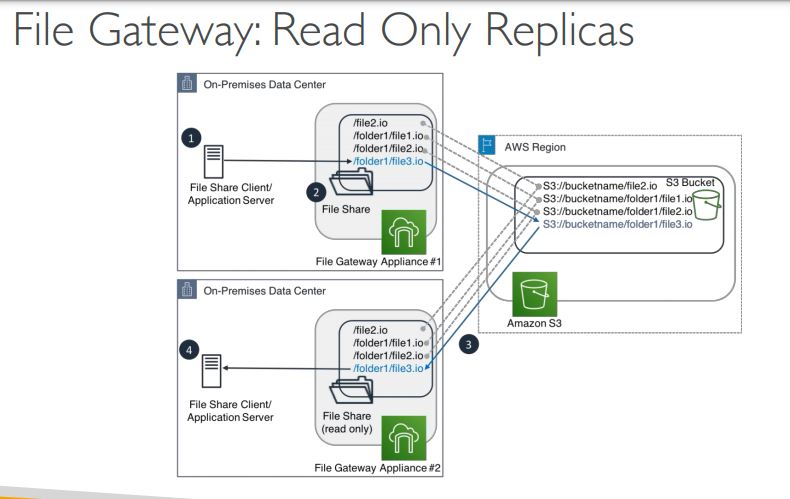 File Gateway: Read Only Replicas
On-Premises Data Center
1
File Share Client/
Application Server
/file2.io
/folder1/file1.io
/folder1/file2.io
/folder1/file3.io
2
File Share
File Gateway Appliance #1
AWS Region
S3 Bucket
S3://bucketname/file2.io
S3://bucketname/folder1/file1.io
S3://bucketname/folder1/file2.io
S3://bucketname/folder1/file3.io
Amazon S3
3
On-Premises Data Center
4
File Share Client/
Application Server
/file2.io
/folder1/file1.io
/folder1/file2.io
/folder1/file3.io
File Share
(read only)
File Gateway Appliance #2